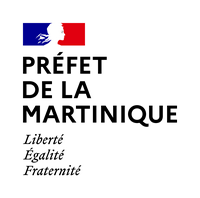 PRÉFET
DE LA
MARTINIQUE
Liberté
Égalité
Fraternité